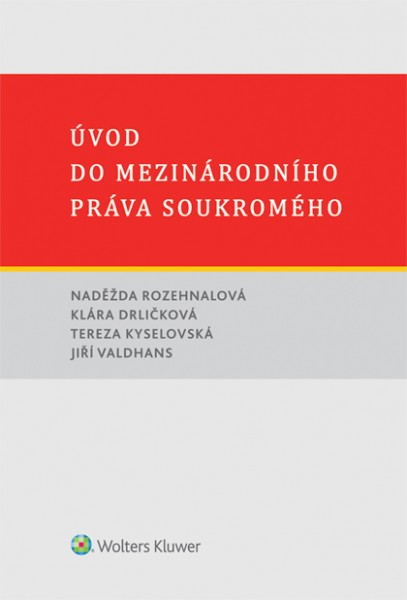 ÚVOD
DO MEZINÁRODNÍHO
PRÁVA SOUKROMÉHO
NADĚŽDA ROZEHNALOVÁ
KLÁRA DRLIČKOVÁ
TEREZA KYSELOVSKÁ
JIŘÍ VALDHANS
Wolters Kluwer